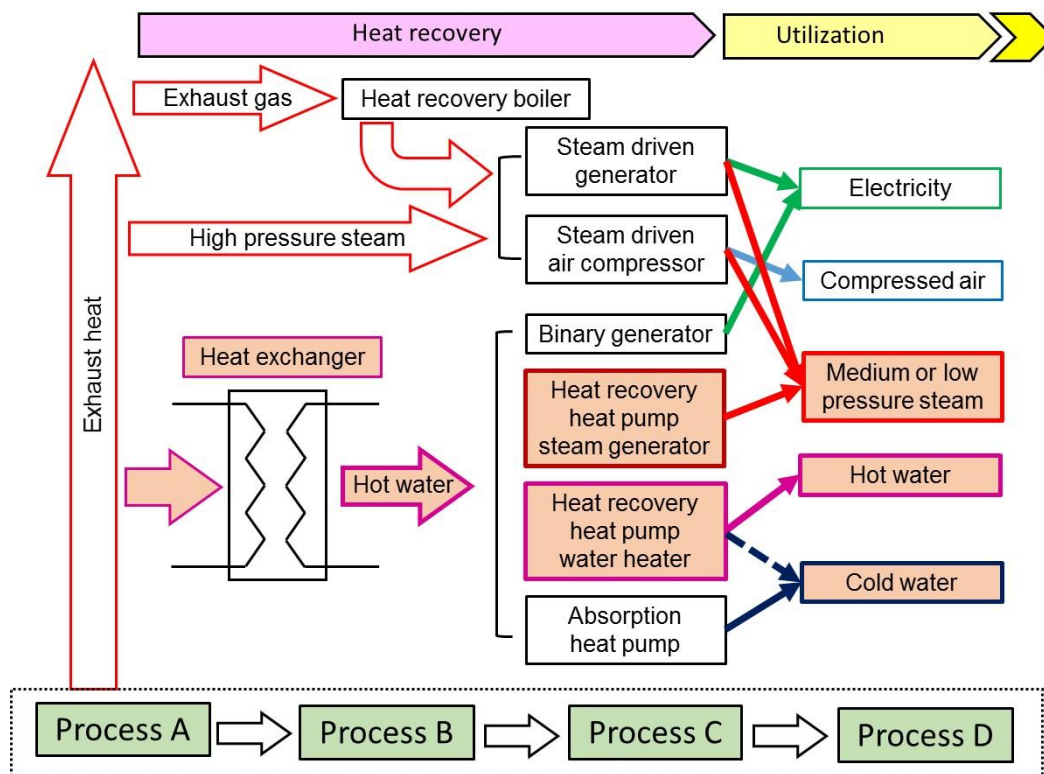 Heat recovery
Utilization
Exhaust gas
Heat recovery boiler
Steam driven
generator
Electricity
High pressure steam
Steam driven
air compressor
Compressed air
Exhaust heat
Binary generator
Heat exchanger
Heat recovery
heat pump
steam generator
Medium or low
pressure steam
Hot water
Heat recovery
heat pump
water heater
Hot water
Cold water
Absorption
heat pump
Process A
Process B
Process C
Process D